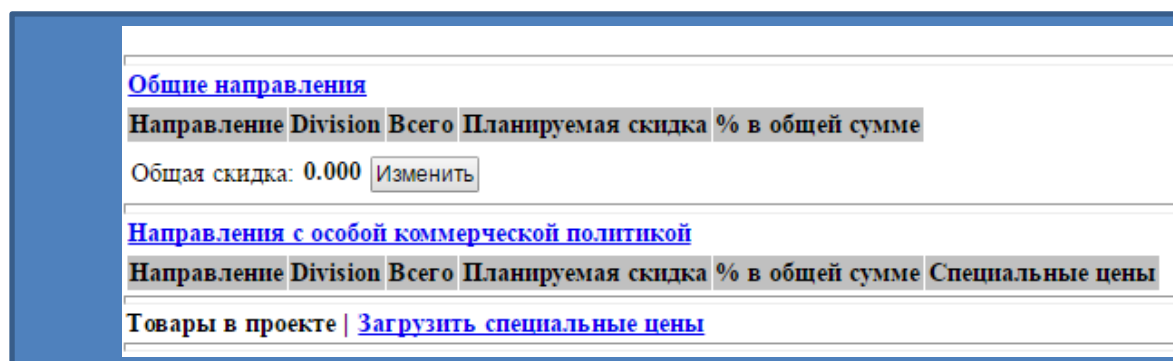 Общие направления
Направление Division Всего Планируемая скидка % в общей сумме
Общая скидка: 0.000 Изменить
Направления с особой коммерческой политикой
Направление Division Всего Планируемая скидка % в общей сумме Специальные цены
Товары в проекте | Загрузить специальные цены